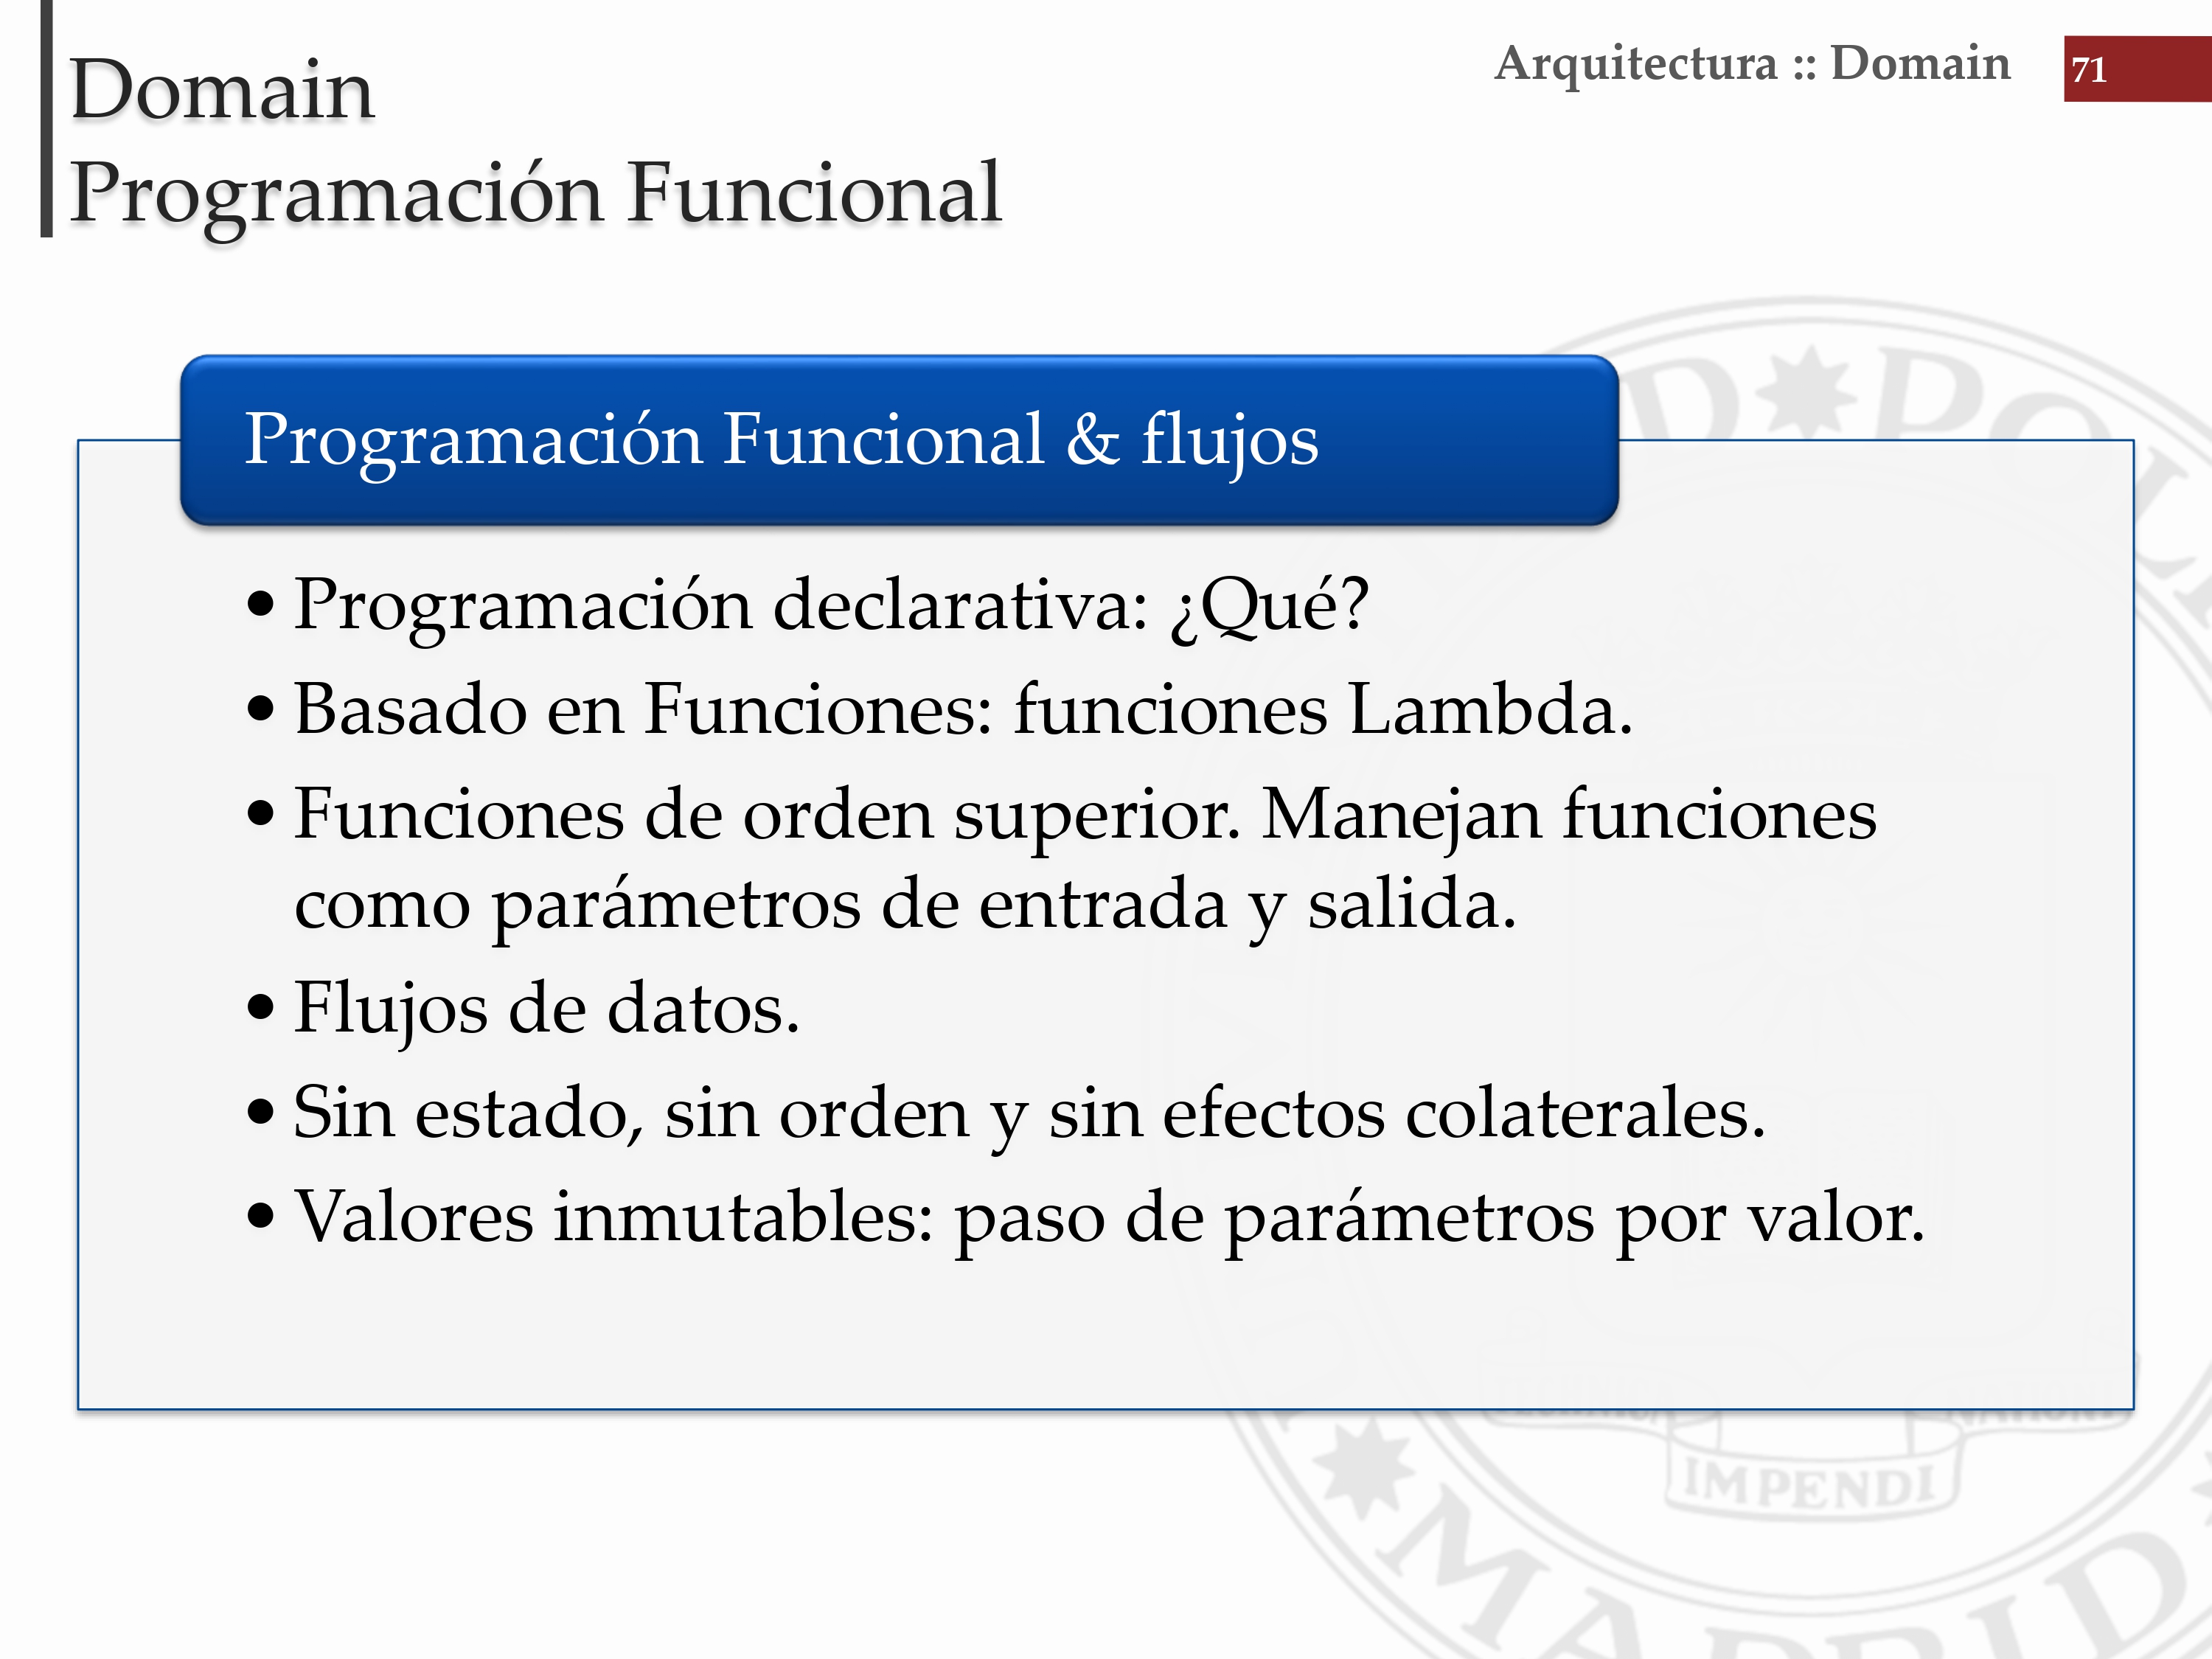 Domain
Programación Funcional
Arquitectura :: Domain
71
Programación Funcional & flujos
• Programación declarativa: ¿Qué?
• Basado en Funciones: funciones Lambda.
• Funciones de orden superior. Manejan funciones
como parámetros de entrada y salida.
• Flujos de datos.
• Sin estado, sin orden y sin efectos colaterales.
• Valores inmutables: paso de parámetros por valor.
IMPENDI
MADRID